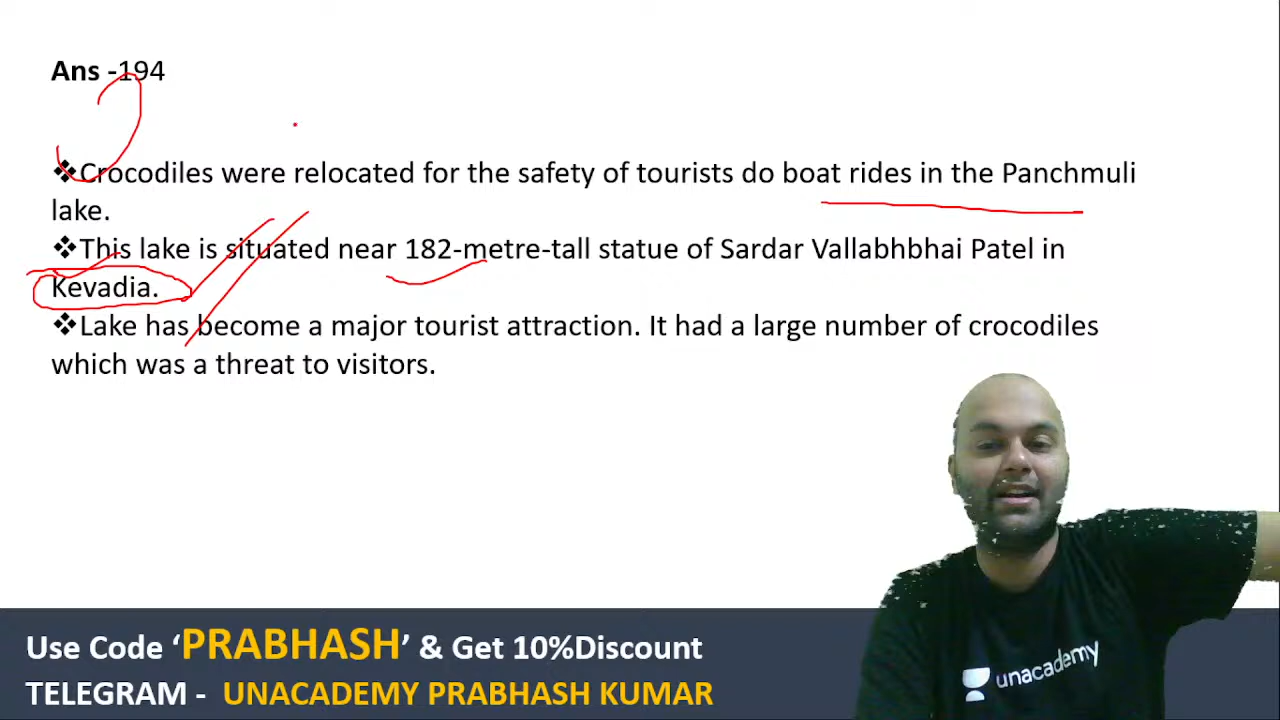 Ans -194
❖Crocodiles were relocated for the safety of tourists do boat rides in the Panchmuli
lake.
❖This lake is situated near 182-metre-tall statue of Sardar Vallabhbhai Patel in
Kevadia.
❖Lake has become a major tourist attraction. It had a large number of crocodiles
which was a threat to visitors.
unacademy
Use Code ‘PRABHASH’ & Get 10%Discount
TELEGRAM - UNACADEMY PRABHASH KUMAR